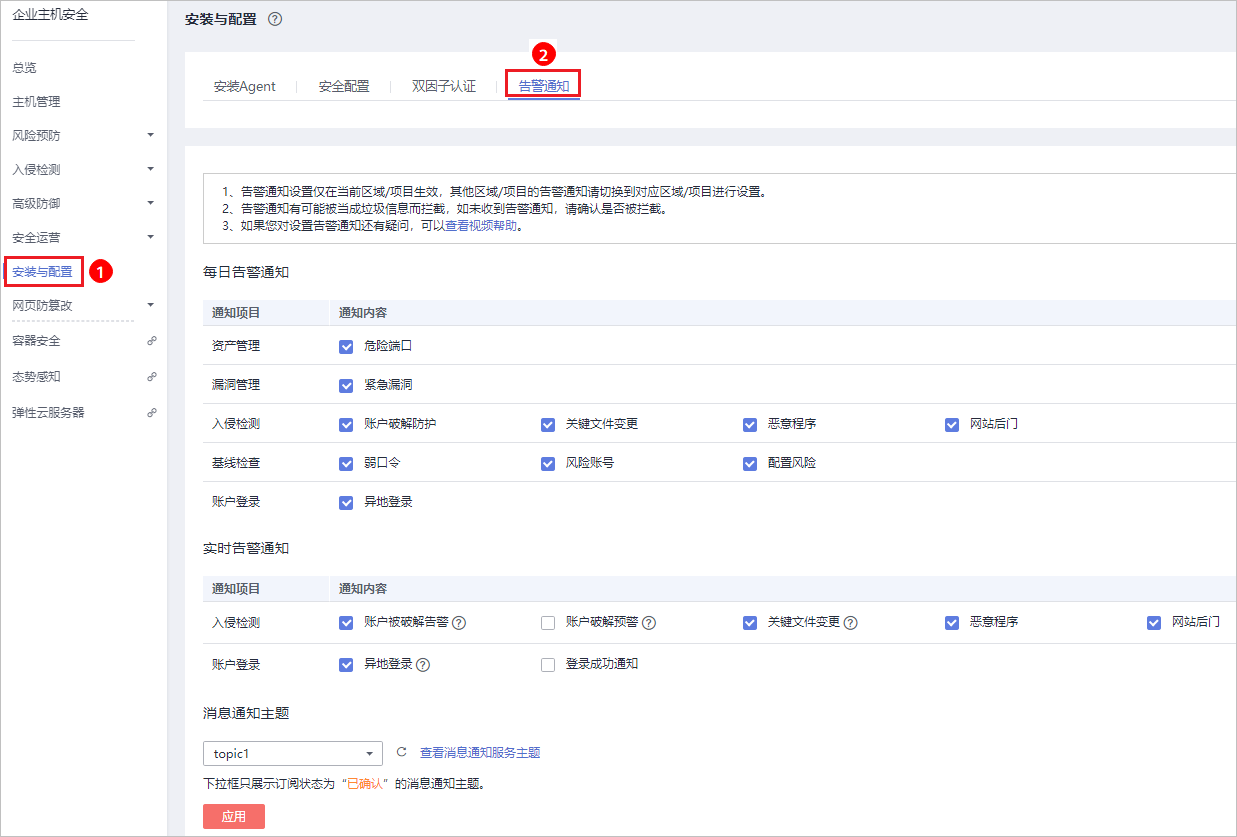 企业主机安全
总览
主机管理
风险预防
入侵检测
高级防御
安全运营
安装与配置 1
网页防篡改
容器安全
态势感知
弹性云服务器
安装与配置 ?
2
安装Agent 安全配置 双因子认证 告警通知
1、告警通知设置仅在当前区域/项目生效，其他区域/项目的告警通知请切换到对应区域/项目进行设置。
2、告警通知有可能被当成垃圾信息而拦截，如未收到告警通知，请确认是否被拦截。
3、如果您对设置告警通知还有疑问，可以查看视频帮助。
每日告警通知
通知项目 通知内容
资产管理 危险端口
漏洞管理 紧急漏洞
入侵检测 账户破解防护 关键文件变更 恶意程序 网站后门
基线检查 弱口令 风险账号 配置风险
账户登录 异地登录
实时告警通知
通知项目 通知内容
入侵检测 账户被破解告警 ? 账户破解预警 ? 关键文件变更 ? 恶意程序 网站后门
账户登录 异地登录 ? 登录成功通知
消息通知主题
topic1 查看消息通知服务主题
下拉框只展示订阅状态为“已确认”的消息通知主题。
应用